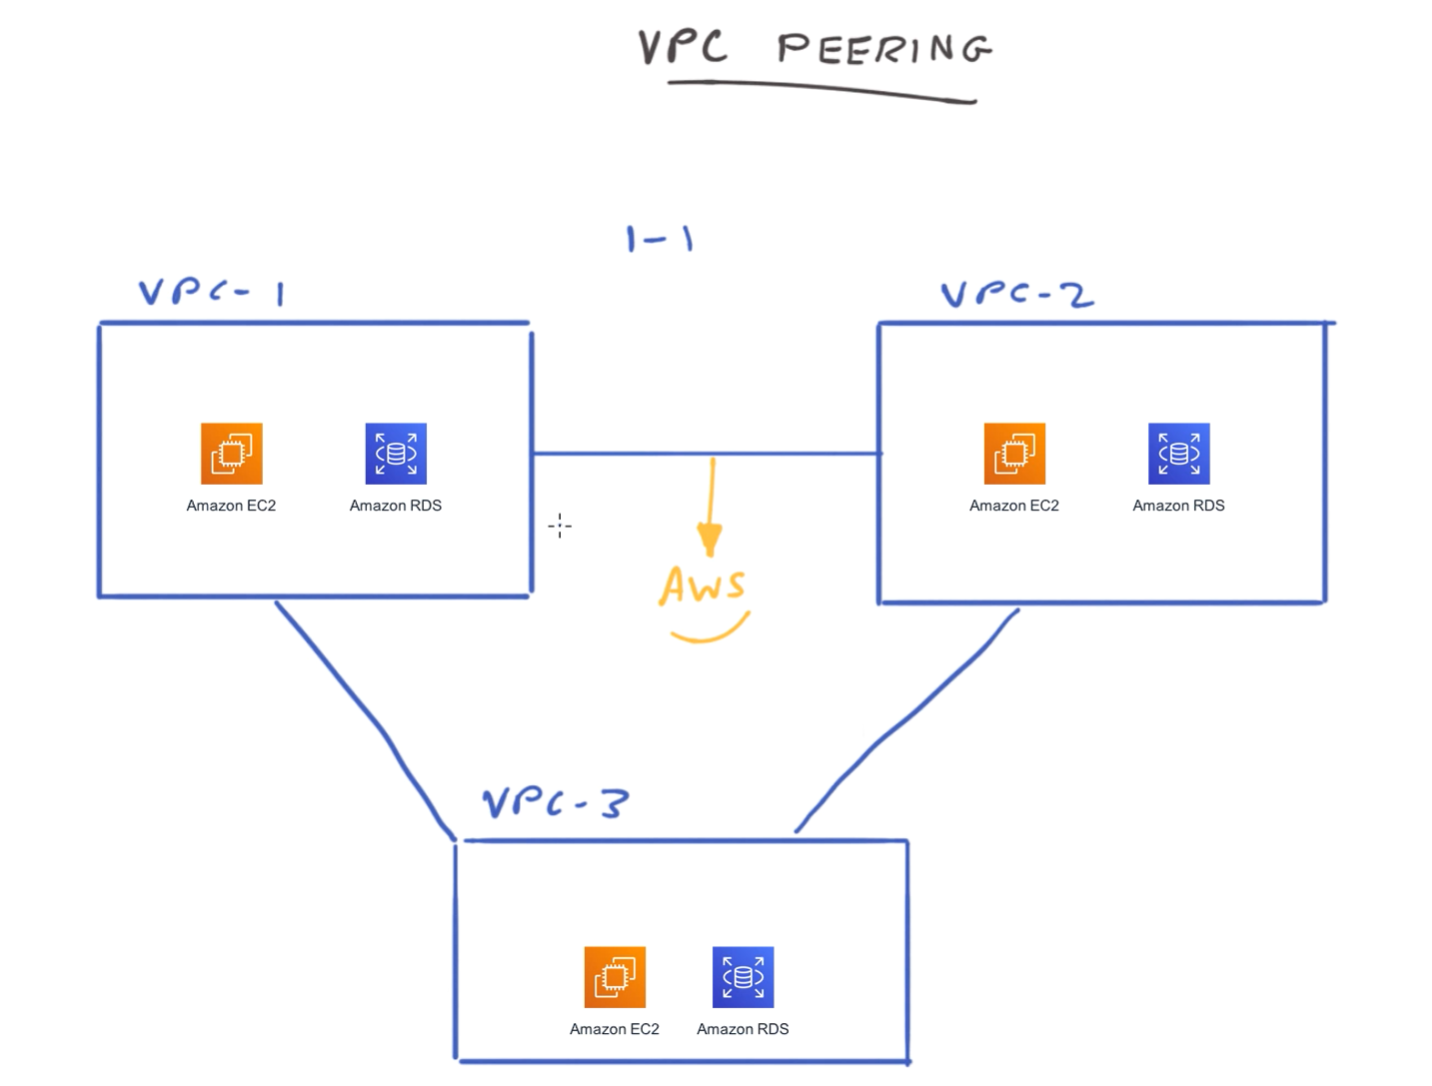 VPC PEERING
1-1
VPC-1
VPC-2
Amazon EC2
Amazon RDS
Amazon EC2
Amazon RDS
AWS
VPC-3
Amazon EC2
Amazon RDS